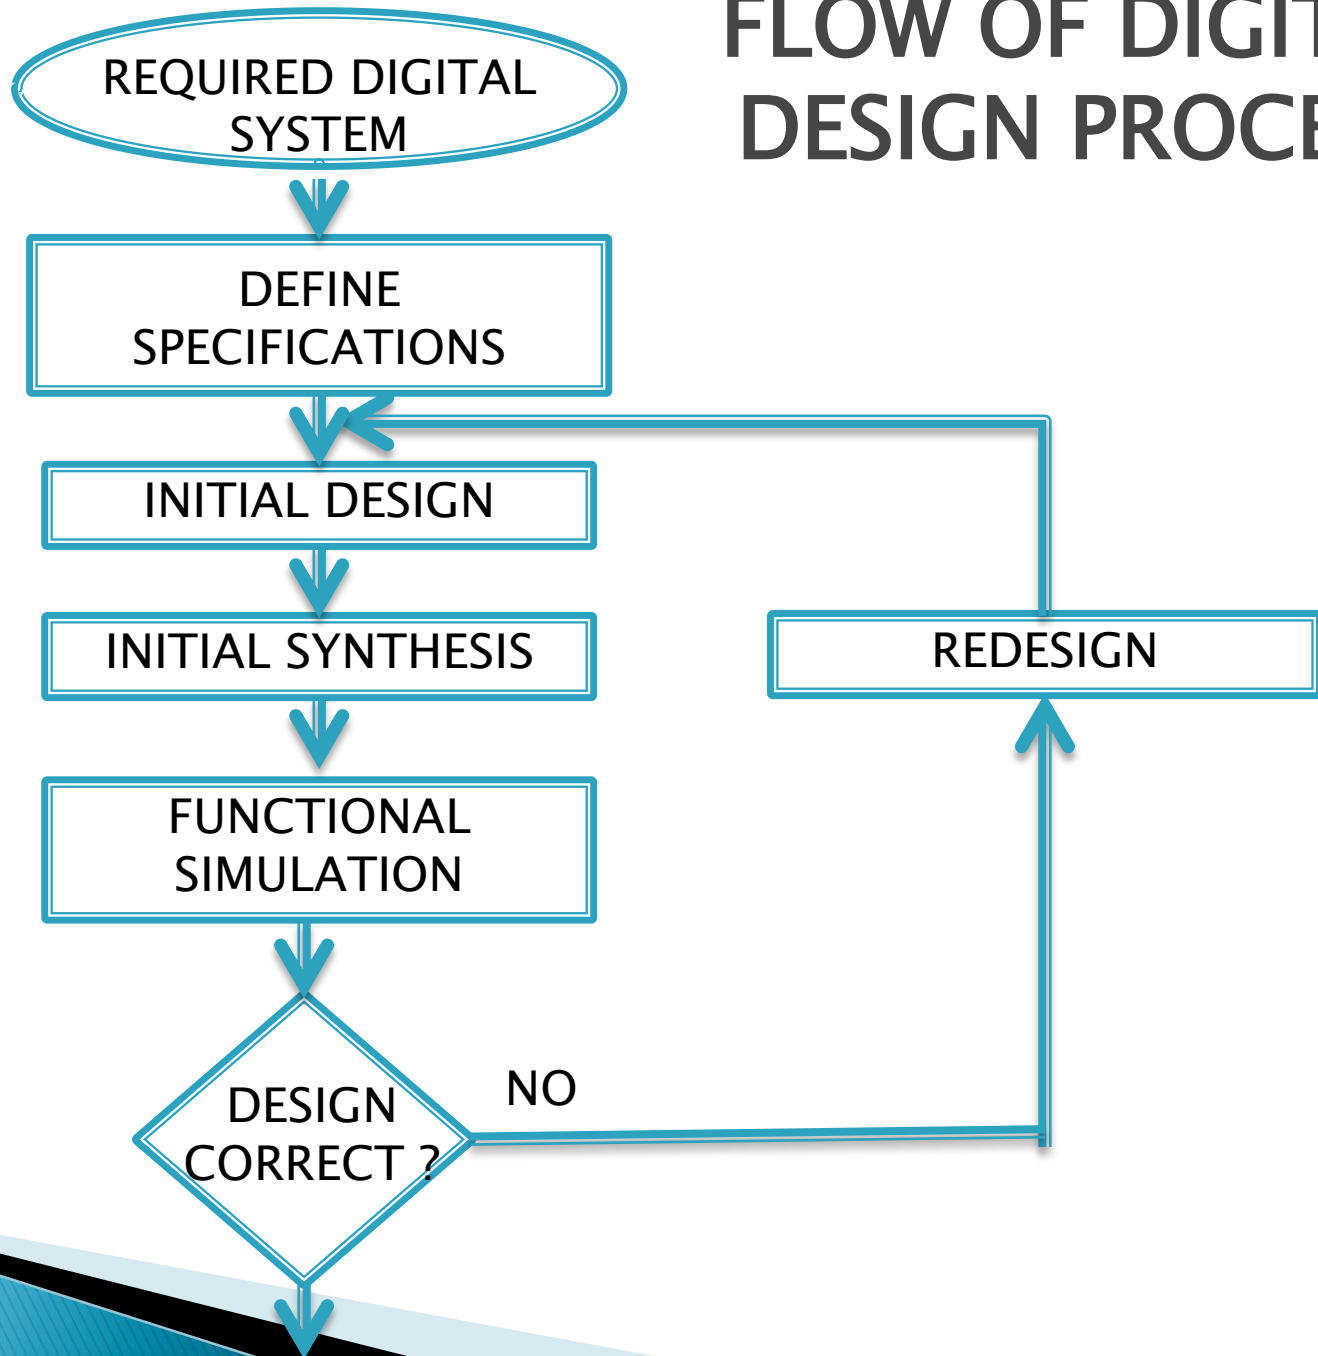 FLOW OF DIGIT
DESIGN PROCE
REQUIRED DIGITAL
SYSTEM
DEFINE
SPECIFICATIONS
INITIAL DESIGN
INITIAL SYNTHESIS
REDESIGN
FUNCTIONAL
SIMULATION
NO
DESIGN
CORRECT ?